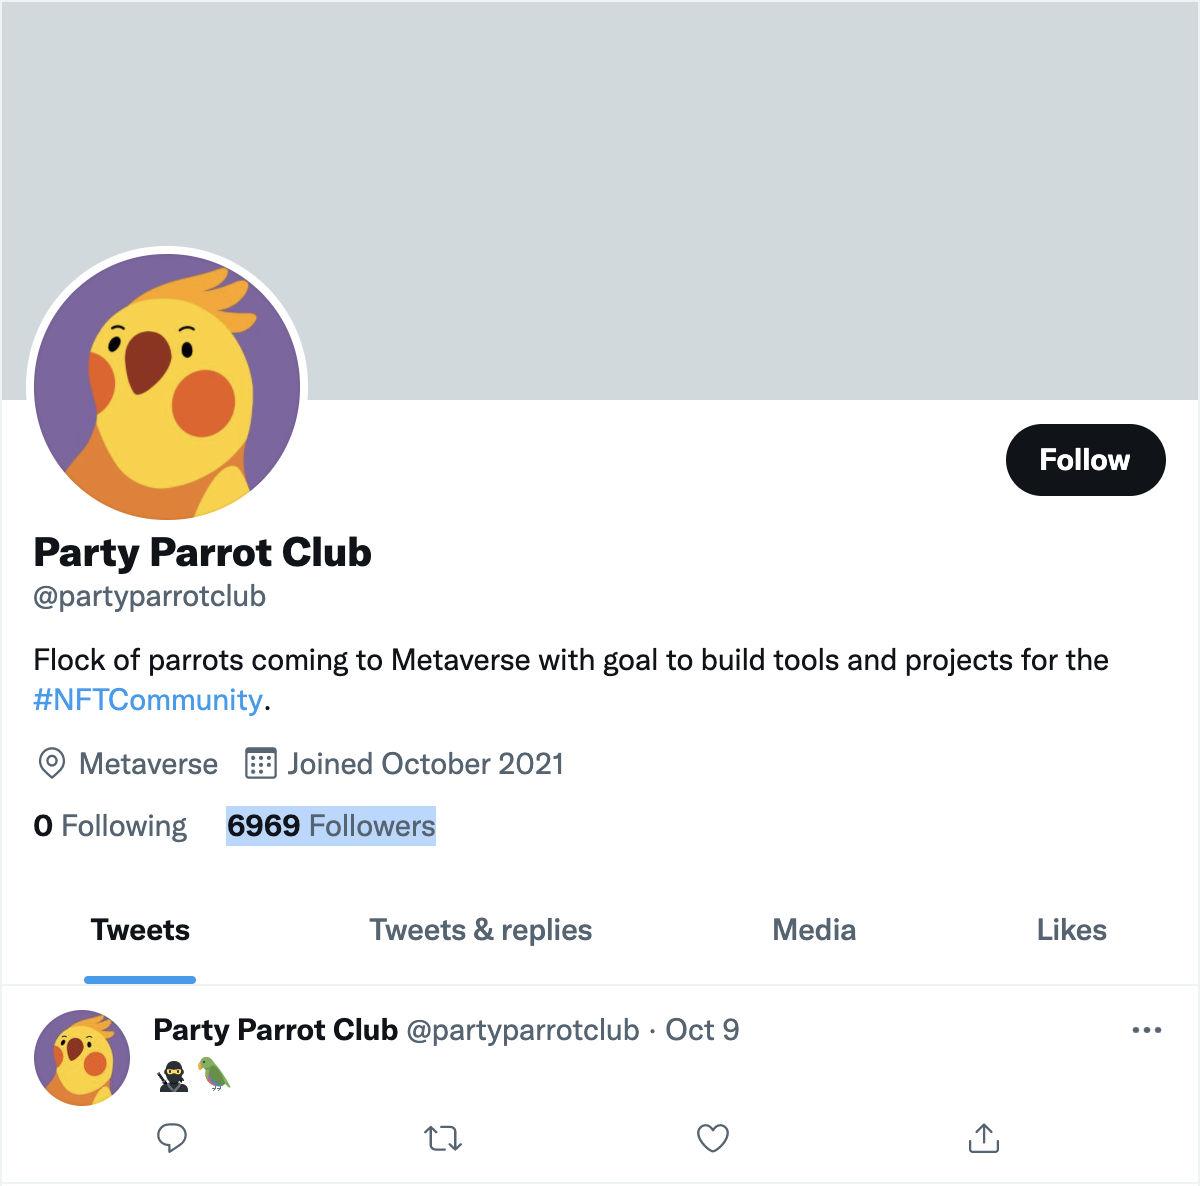 Follow
Party Parrot Club
@partyparrotclub
Flock of parrots coming to Metaverse with goal to build tools and projects for the
#NFTCommunity.
Metaverse Joined October 2021
0 Following 6969 Followers
Tweets Tweets & replies Media Likes
Party Parrot Club @partyparrotclub · Oct 9
🥷🦜